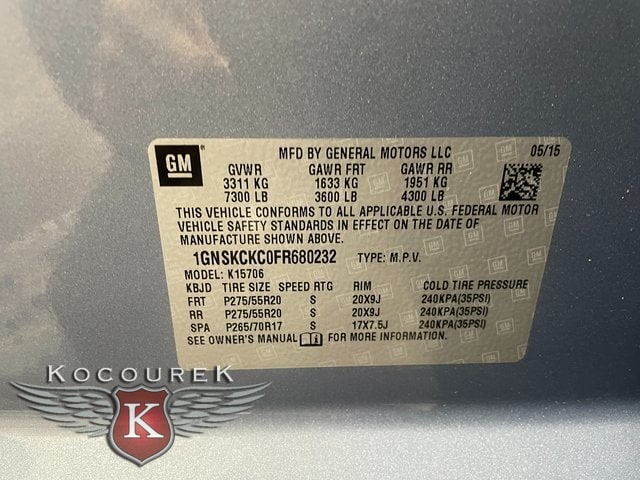 GM
MFD BY GENERAL MOTORS LLC 05/15
GVWR GAWR FRT GAWR RR
3311 KG 1633 KG 1951 KG
7300 LB 3600 LB 4300 LB
THIS VEHICLE CONFORMS TO ALL APPLICABLE U.S. FEDERAL MOTOR
VEHICLE SAFETY STANDARDS IN EFFECT ON THE DATE OF
MANUFACTURE SHOWN ABOVE.
1GNSKCKC0FR680232 TYPE: M.P.V.
MODEL: K15706
KBJD TIRE SIZE SPEED RTG RIM COLD TIRE PRESSURE
FRT P275/55R20 S 20X9J 240KPA(35PSI)
RR P275/55R20 S 20X9J 240KPA(35PSI)
SPA P265/70R17 S 17X7.5J 240KPA(35PSI)
SEE OWNER'S MANUAL FOR MORE INFORMATION.
KOCOUREK
K